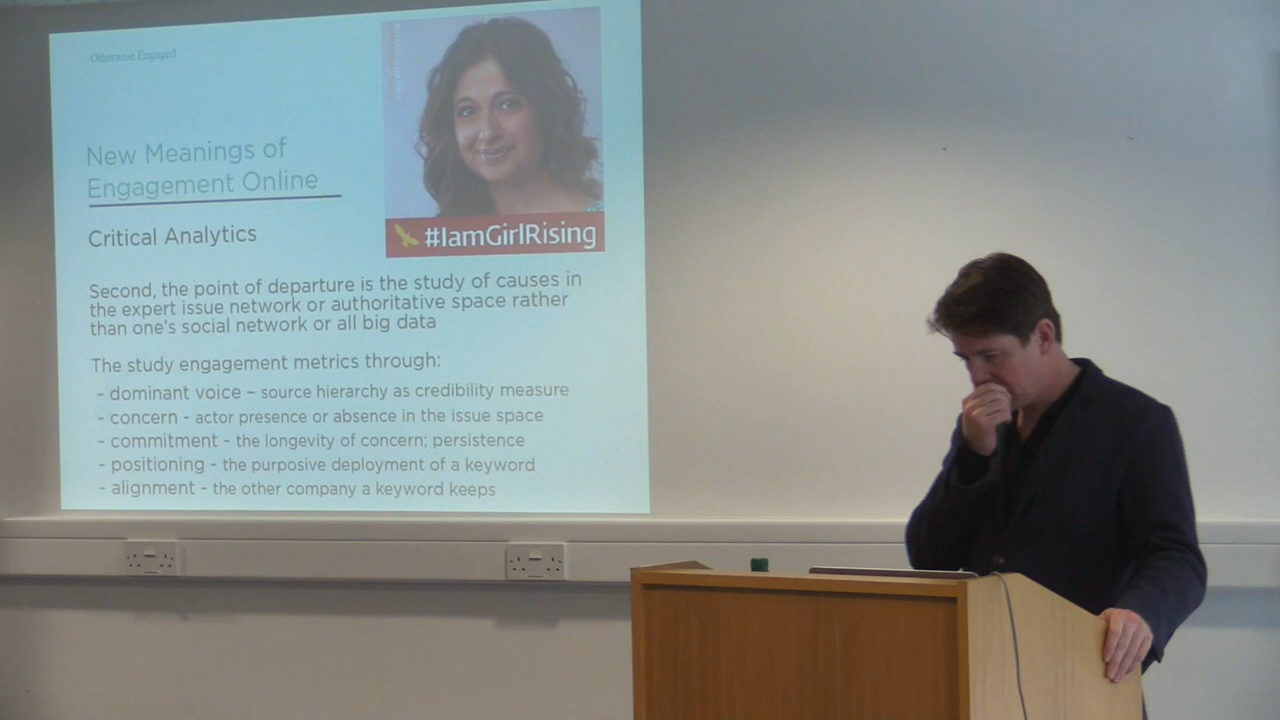 Otherwise Engaged
New Meanings of
Engagement Online
Critical Analytics
#IamGirlRising
Second, the point of departure is the study of causes in
the expert issue network or authoritative space rather
than one's social network or all big data
The study engagement metrics through:
- dominant voice – source hierarchy as credibility measure
- concern - actor presence or absence in the issue space
- commitment - the longevity of concern; persistence
- positioning - the purposive deployment of a keyword
- alignment - the other company a keyword keeps